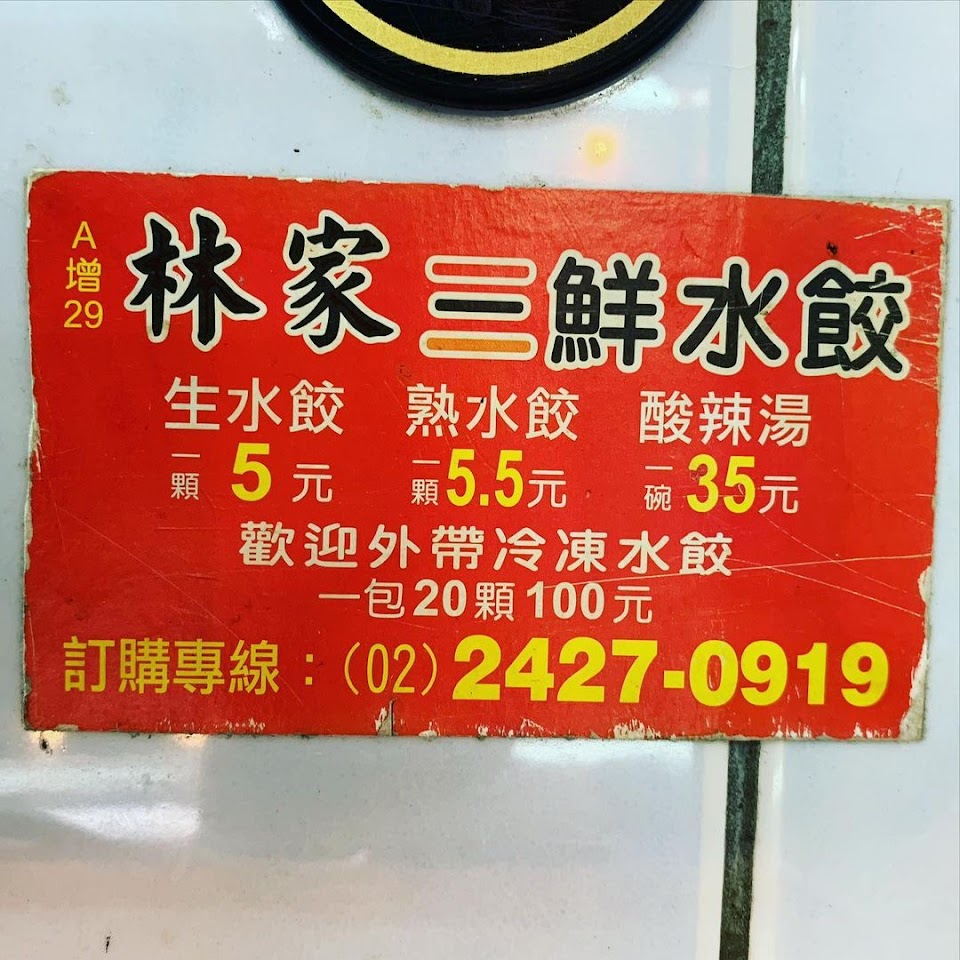 A增29
林家三鮮水餃
生水餃 熟水餃 酸辣湯
一顆5元 一顆5.5元 一碗35元
歡迎外帶冷凍水餃
一包20顆100元
訂購專線：(02)2427-0919